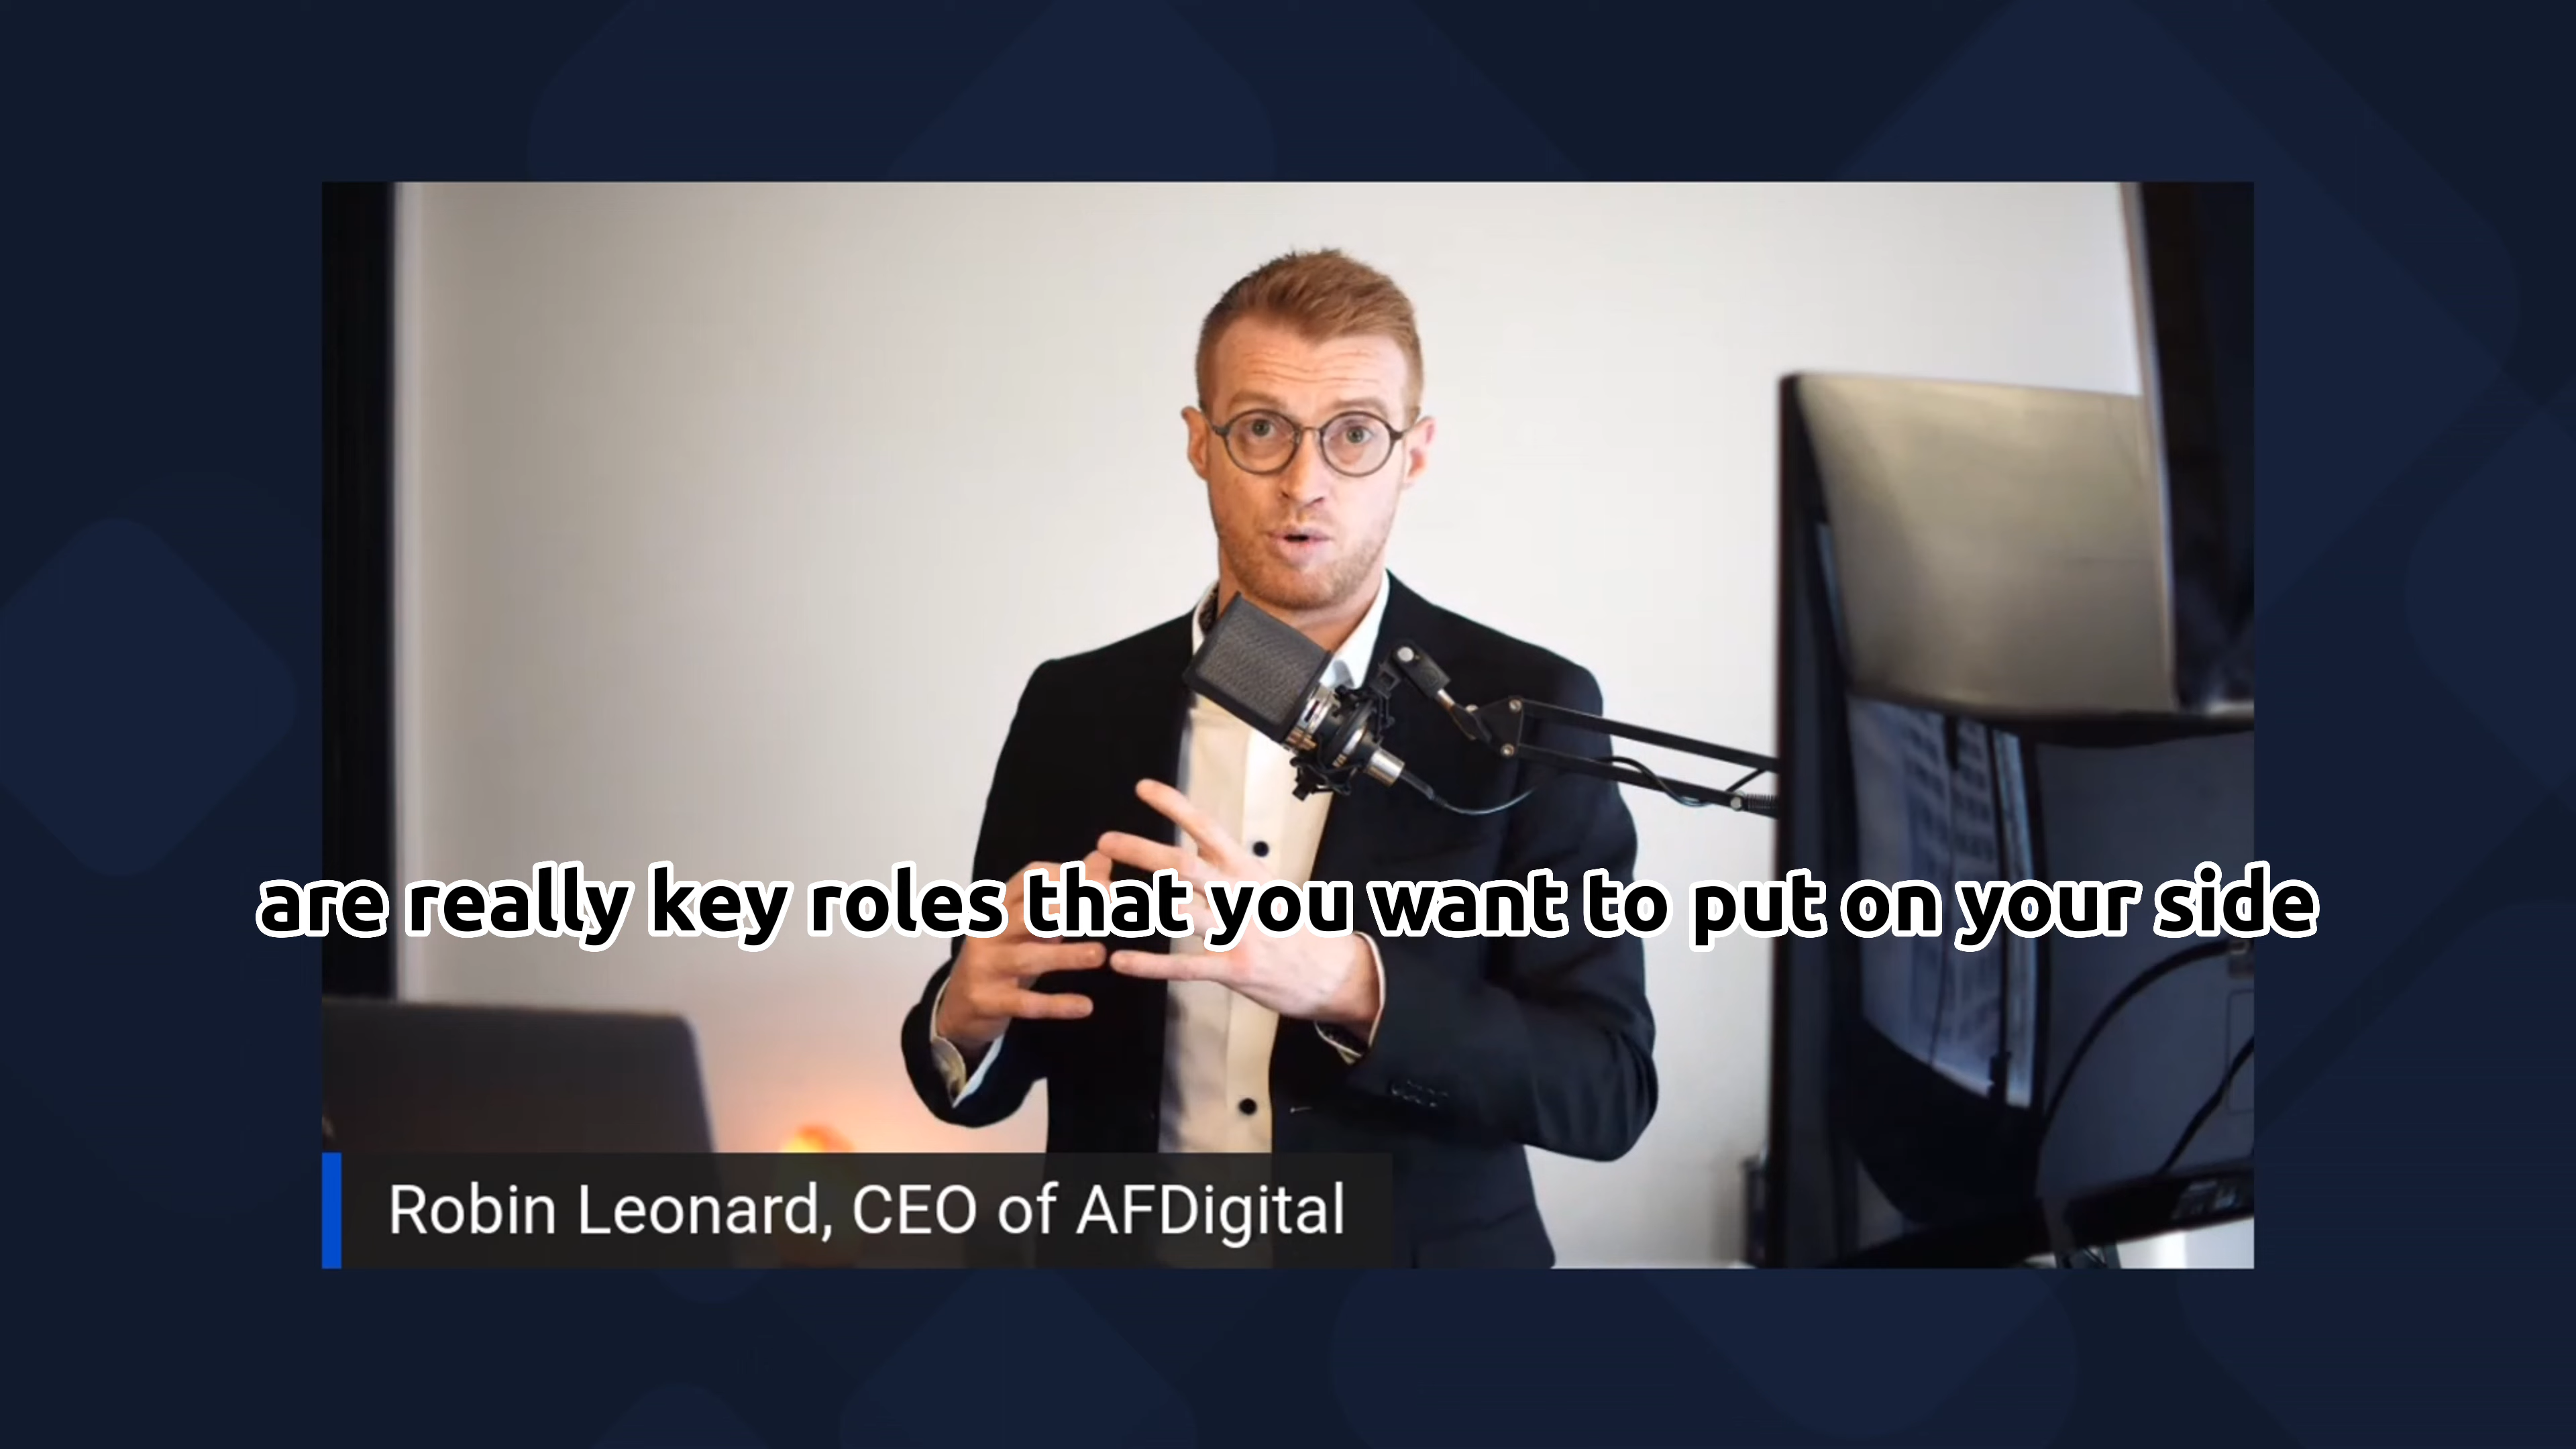 are really key roles that you want to put on your side
Robin Leonard, CEO of AFDigital